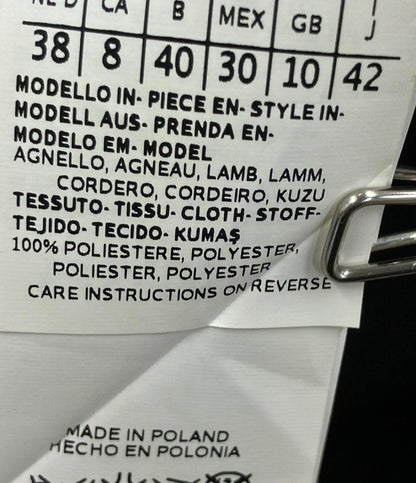 NL D CA B MEX GB I J
38 8 40 30 10 42
MODELLO IN- PIECE EN- STYLE IN-
MODELL AUS- PRENDA EN-
MODELO EM- MODEL
AGNELLO, AGNEAU, LAMB, LAMM,
CORDERO, CORDEIRO, KUZU
TESSUTO- TISSU- CLOTH- STOFF-
TEJIDO- TECIDO- KUMAŞ
100% POLIESTERE, POLYESTER,
POLIESTER, POLYESTER
CARE INSTRUCTIONS ON REVERSE
MADE IN POLAND
HECHO EN POLONIA